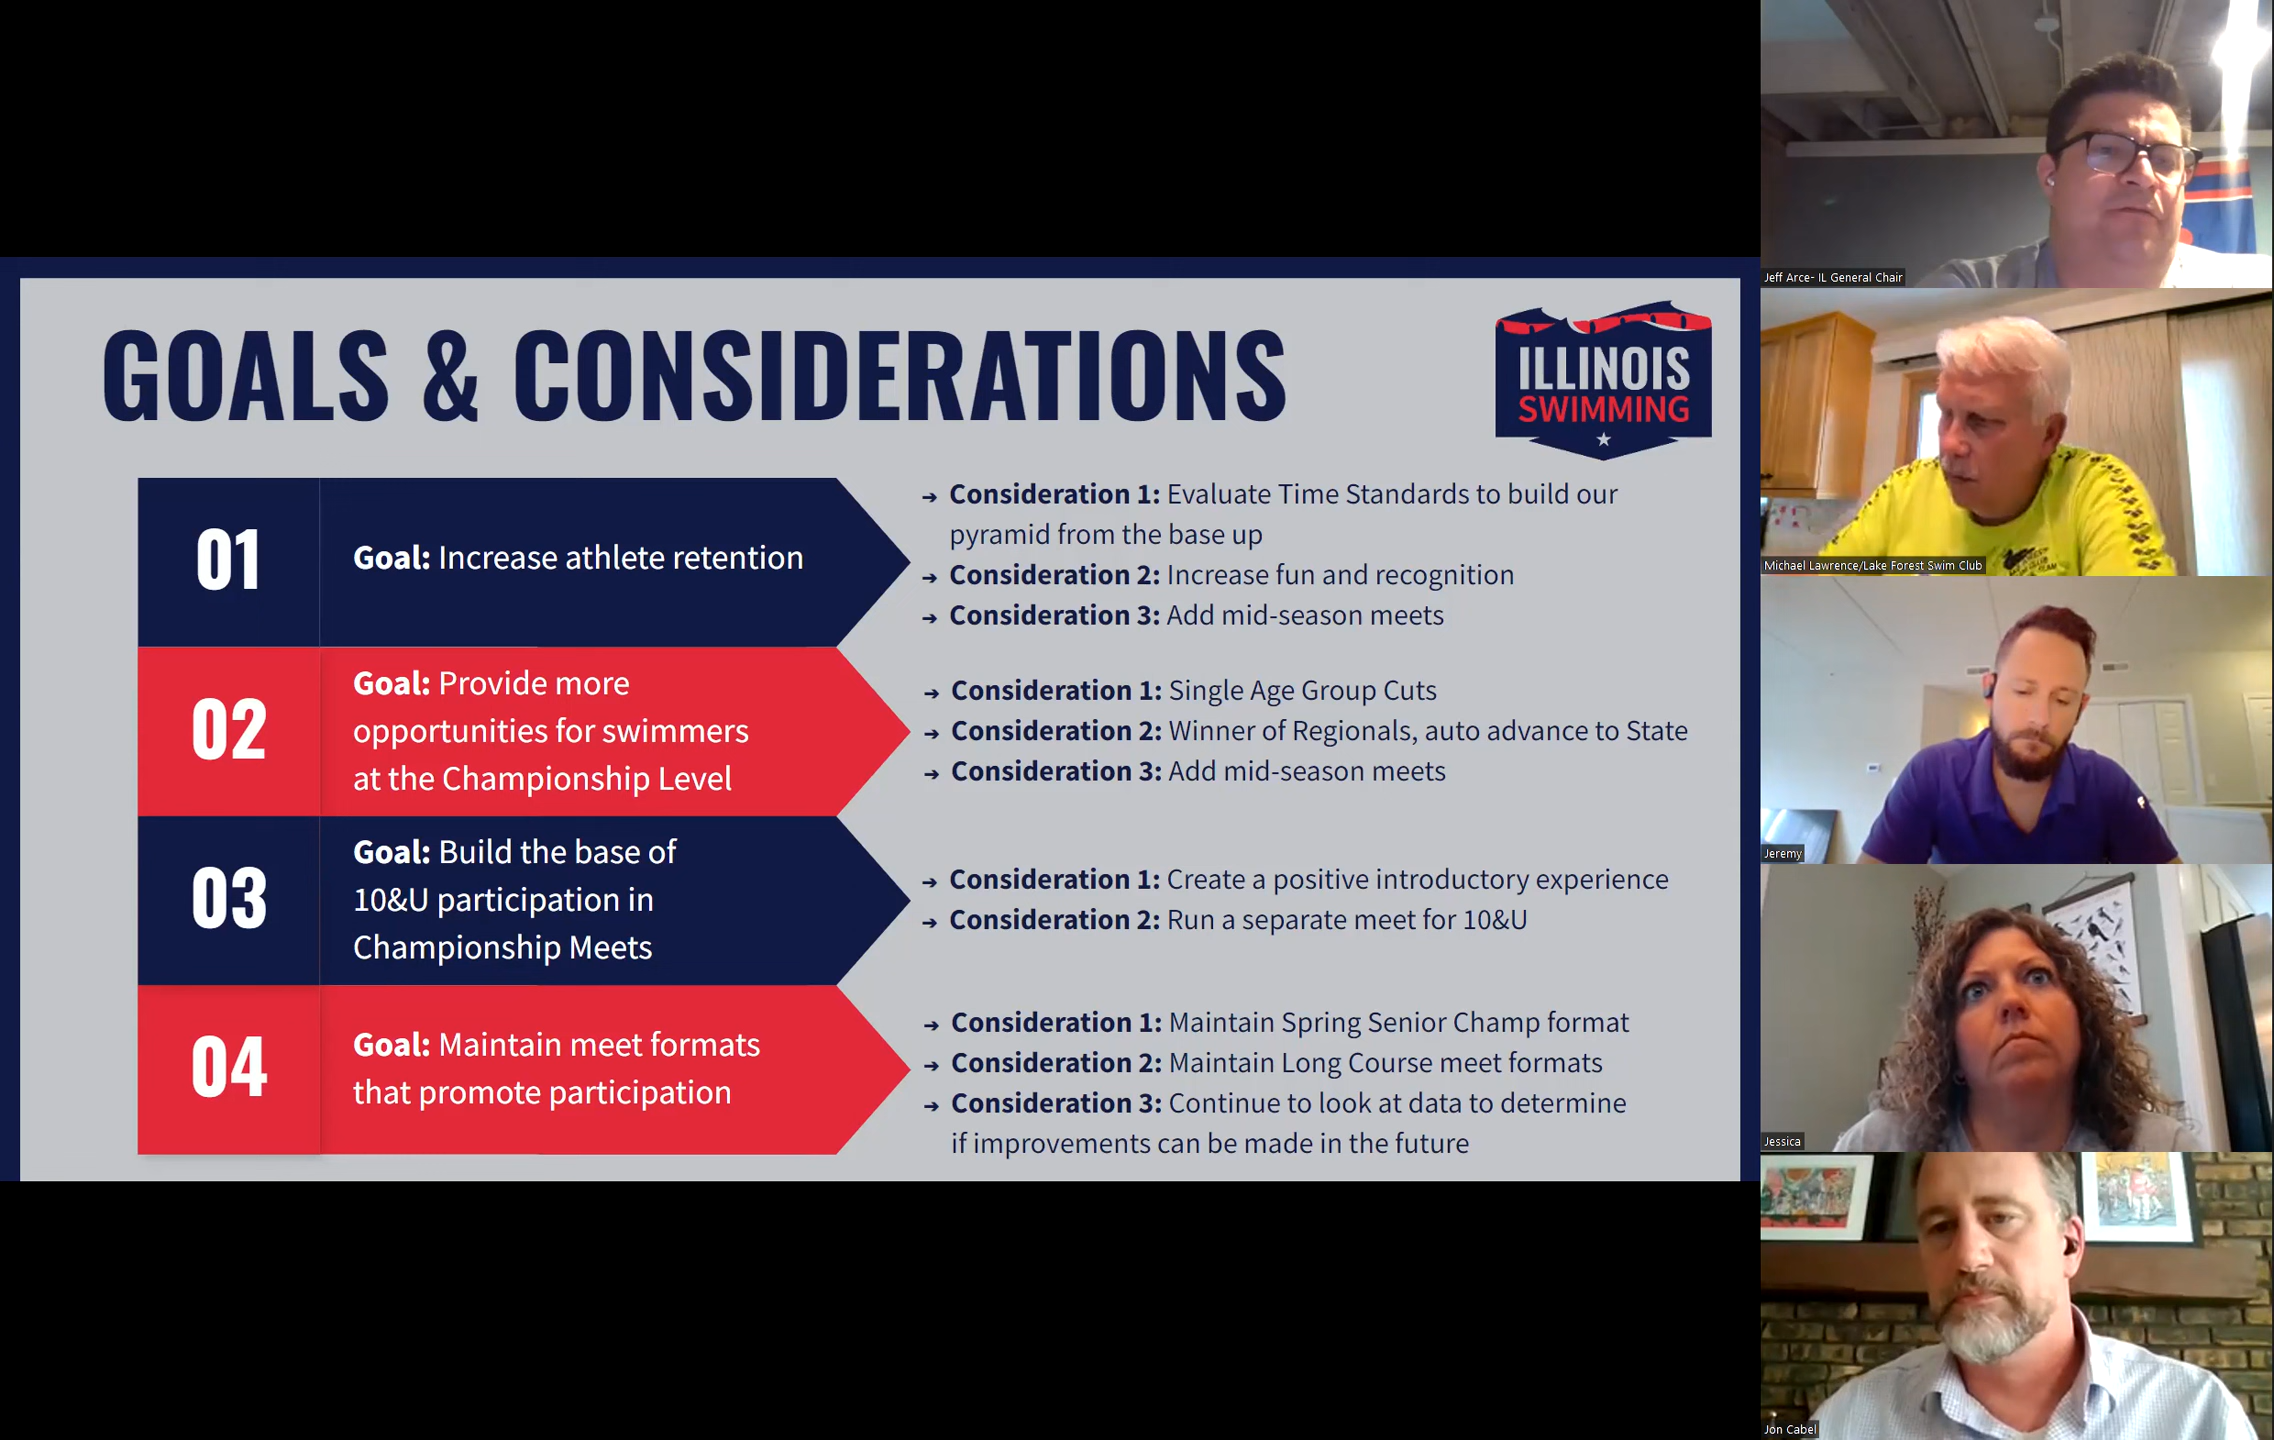 GOALS & CONSIDERATIONS
ILLINOIS
SWIMMING
01
Goal: Increase athlete retention
➔ Consideration 1: Evaluate Time Standards to build our
pyramid from the base up
➔ Consideration 2: Increase fun and recognition
➔ Consideration 3: Add mid-season meets
02
Goal: Provide more
opportunities for swimmers
at the Championship Level
➔ Consideration 1: Single Age Group Cuts
➔ Consideration 2: Winner of Regionals, auto advance to State
➔ Consideration 3: Add mid-season meets
03
Goal: Build the base of
10&U participation in
Championship Meets
➔ Consideration 1: Create a positive introductory experience
➔ Consideration 2: Run a separate meet for 10&U
04
Goal: Maintain meet formats
that promote participation
➔ Consideration 1: Maintain Spring Senior Champ format
➔ Consideration 2: Maintain Long Course meet formats
➔ Consideration 3: Continue to look at data to determine
if improvements can be made in the future
Jeff Arce- IL General Chair
Michael Lawrence/Lake Forest Swim Club
Jeremy
Jessica
Jon Cabel